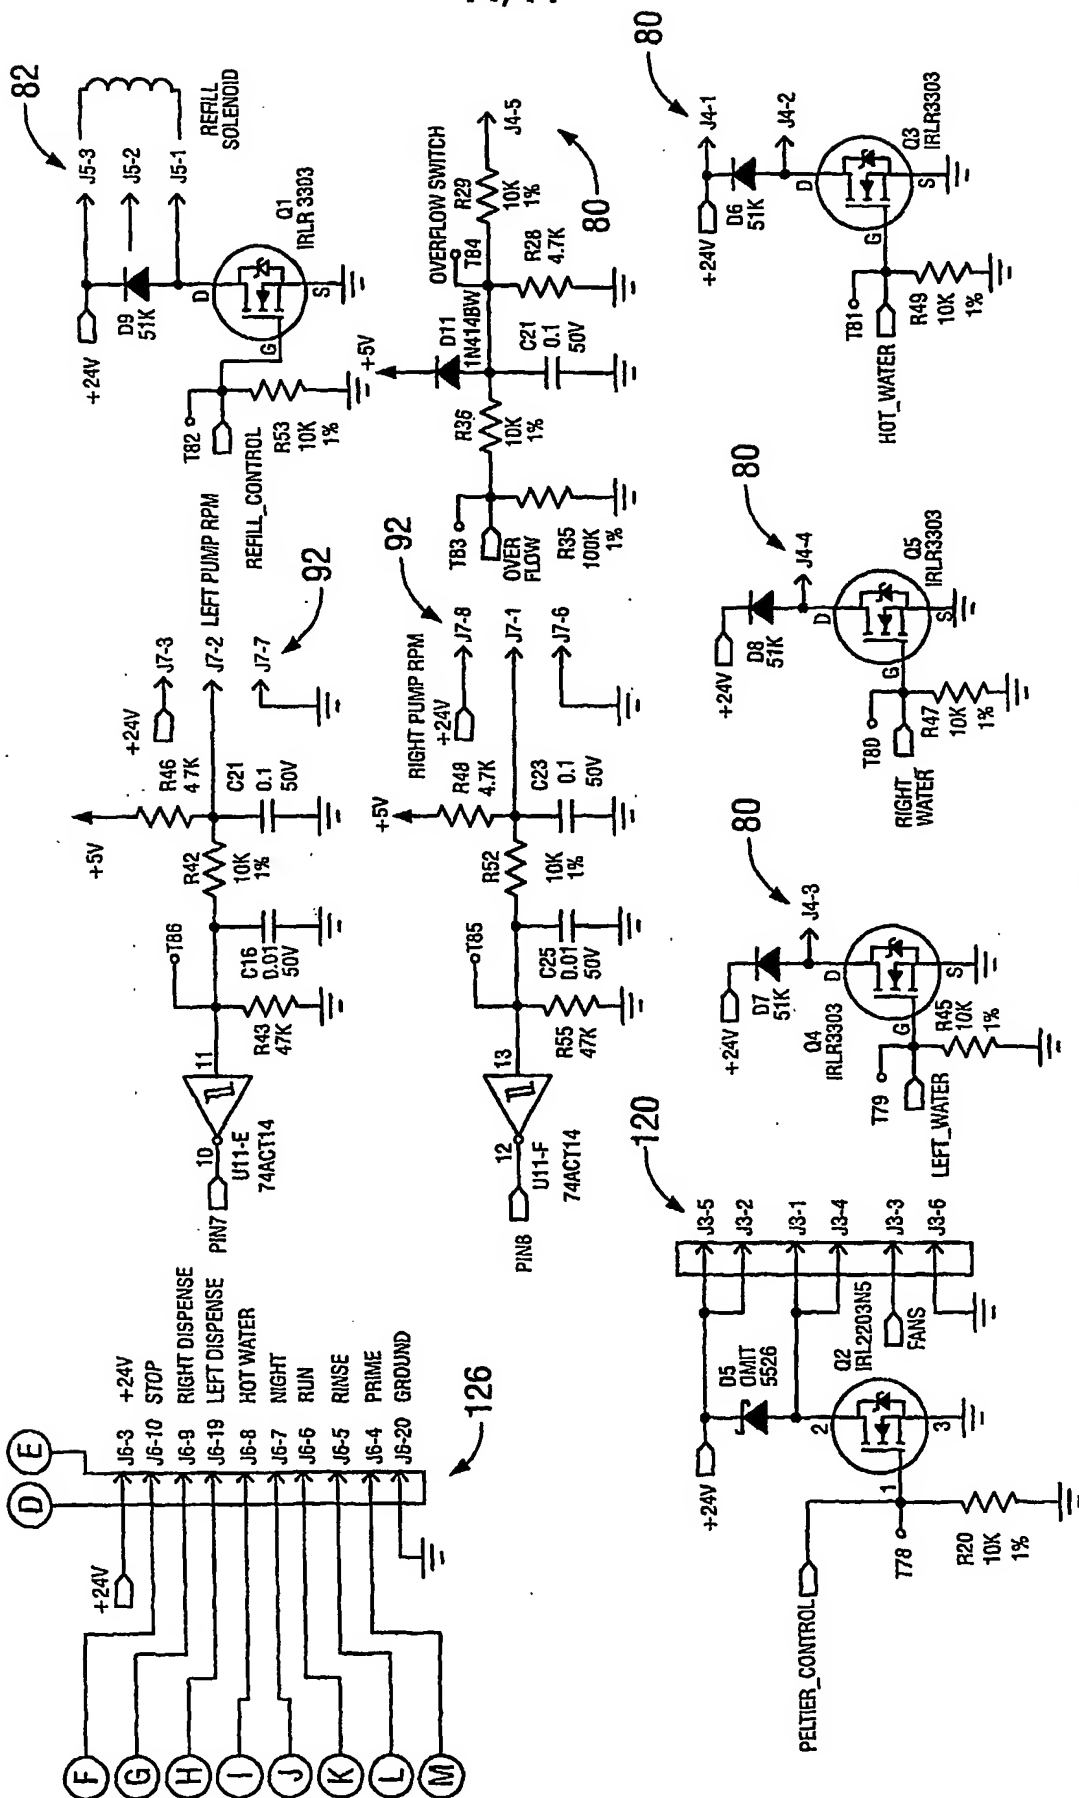 E
D
F
G
H
I
J
K
L
M
+24V
J6-3 +24V
J6-10 STOP
J6-9 RIGHT DISPENSE
J6-19 LEFT DISPENSE
J6-8 HOT WATER
J6-7 NIGHT
J6-6 RUN
J6-5 RINSE
J6-4 PRIME
J6-20 GROUND
126
PIN7
10
11
U11-E
74ACT14
R43
47K
T86
C16
0.01
50V
R42
10K
1%
+5V
R46
4 7K
C21
0.1
50V
+24V
J7-3
J7-2 LEFT PUMP RPM
J7-7
92
PIN8
12
13
U11-F
74ACT14
R55
47K
T85
C25
0.01
50V
R52
10K
1%
+5V
R48
4.7K
C23
0.1
50V
RIGHT PUMP RPM
+24V
J7-8
J7-1
J7-6
92
T82
REFILL_CONTROL
R53
10K
1%
+24V
D9
51K
D
G
S
Q1
IRLR 3303
J5-3
J5-2
J5-1
REFILL
SOLENOID
82
T83
OVER
FLOW
R35
100K
1%
R36
10K
1%
+5V
D11
1N414BW
C21
0.1
50V
OVERFLOW SWITCH
T84
R28
4.7K
R29
10K
1%
J4-5
80
PELTIER_CONTROL
T78
R20
10K
1%
+24V
D5
OMIT
5526
1
2
3
Q2
IRL2203N5
FANS
J3-5
J3-2
J3-1
J3-4
J3-3
J3-6
120
LEFT_WATER
T79
R45
10K
1%
+24V
D7
51K
Q4
IRLR3303
D
G
S
J4-3
80
RIGHT
WATER
T80
R47
10K
1%
+24V
D8
51K
D
G
S
Q5
IRLR3303
J4-4
80
HOT_WATER
T81
R49
10K
1%
+24V
D6
51K
D
G
S
Q3
IRLR3303
J4-1
J4-2
80